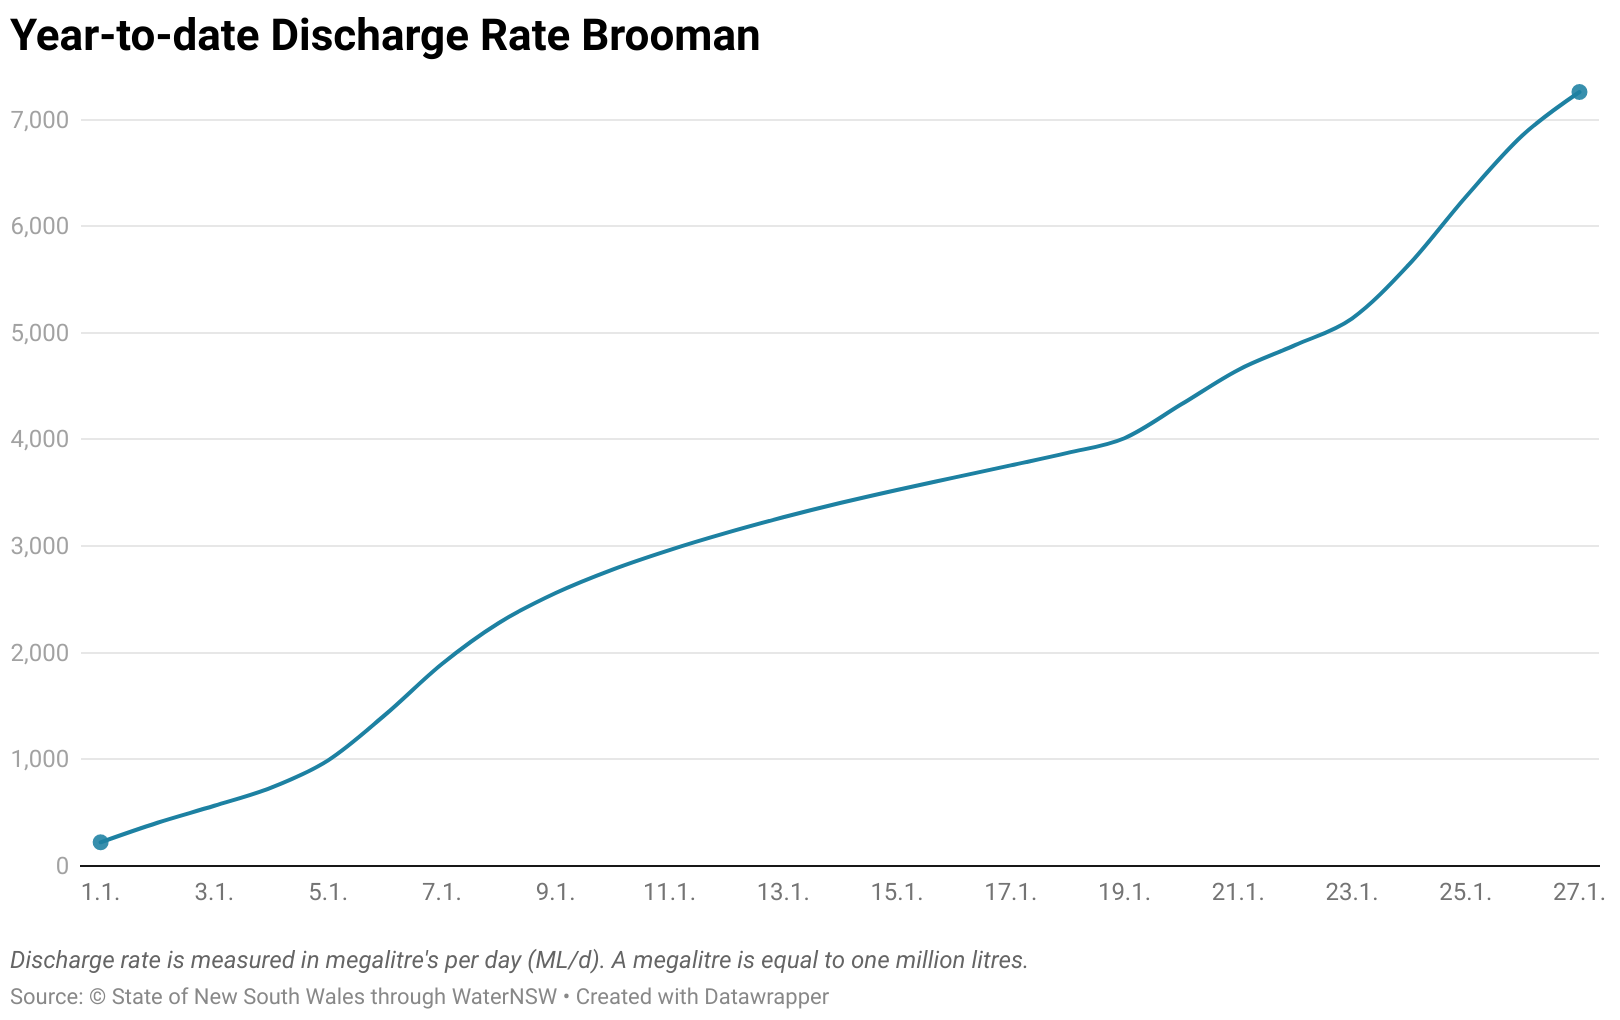 Year-to-date Discharge Rate Brooman
7,000
6,000
5,000
4,000
3,000
2,000
1,000
0
1.1. 3.1. 5.1. 7.1. 9.1. 11.1. 13.1. 15.1. 17.1. 19.1. 21.1. 23.1. 25.1. 27.1.
Discharge rate is measured in megalitre's per day (ML/d). A megalitre is equal to one million litres.
Source: © State of New South Wales through WaterNSW • Created with Datawrapper